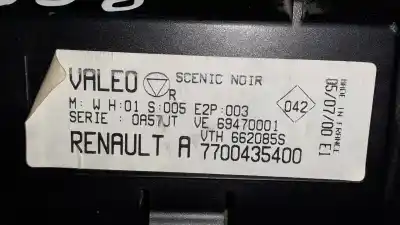 VALEO R SCENIC NOIR
M: W H:01 S:005 E2P:003
SERIE : 0A57JT VE 69470001
VTH 662085S
RENAULT A 7700435400
042
05/07/00 E1
MADE IN FRANCE